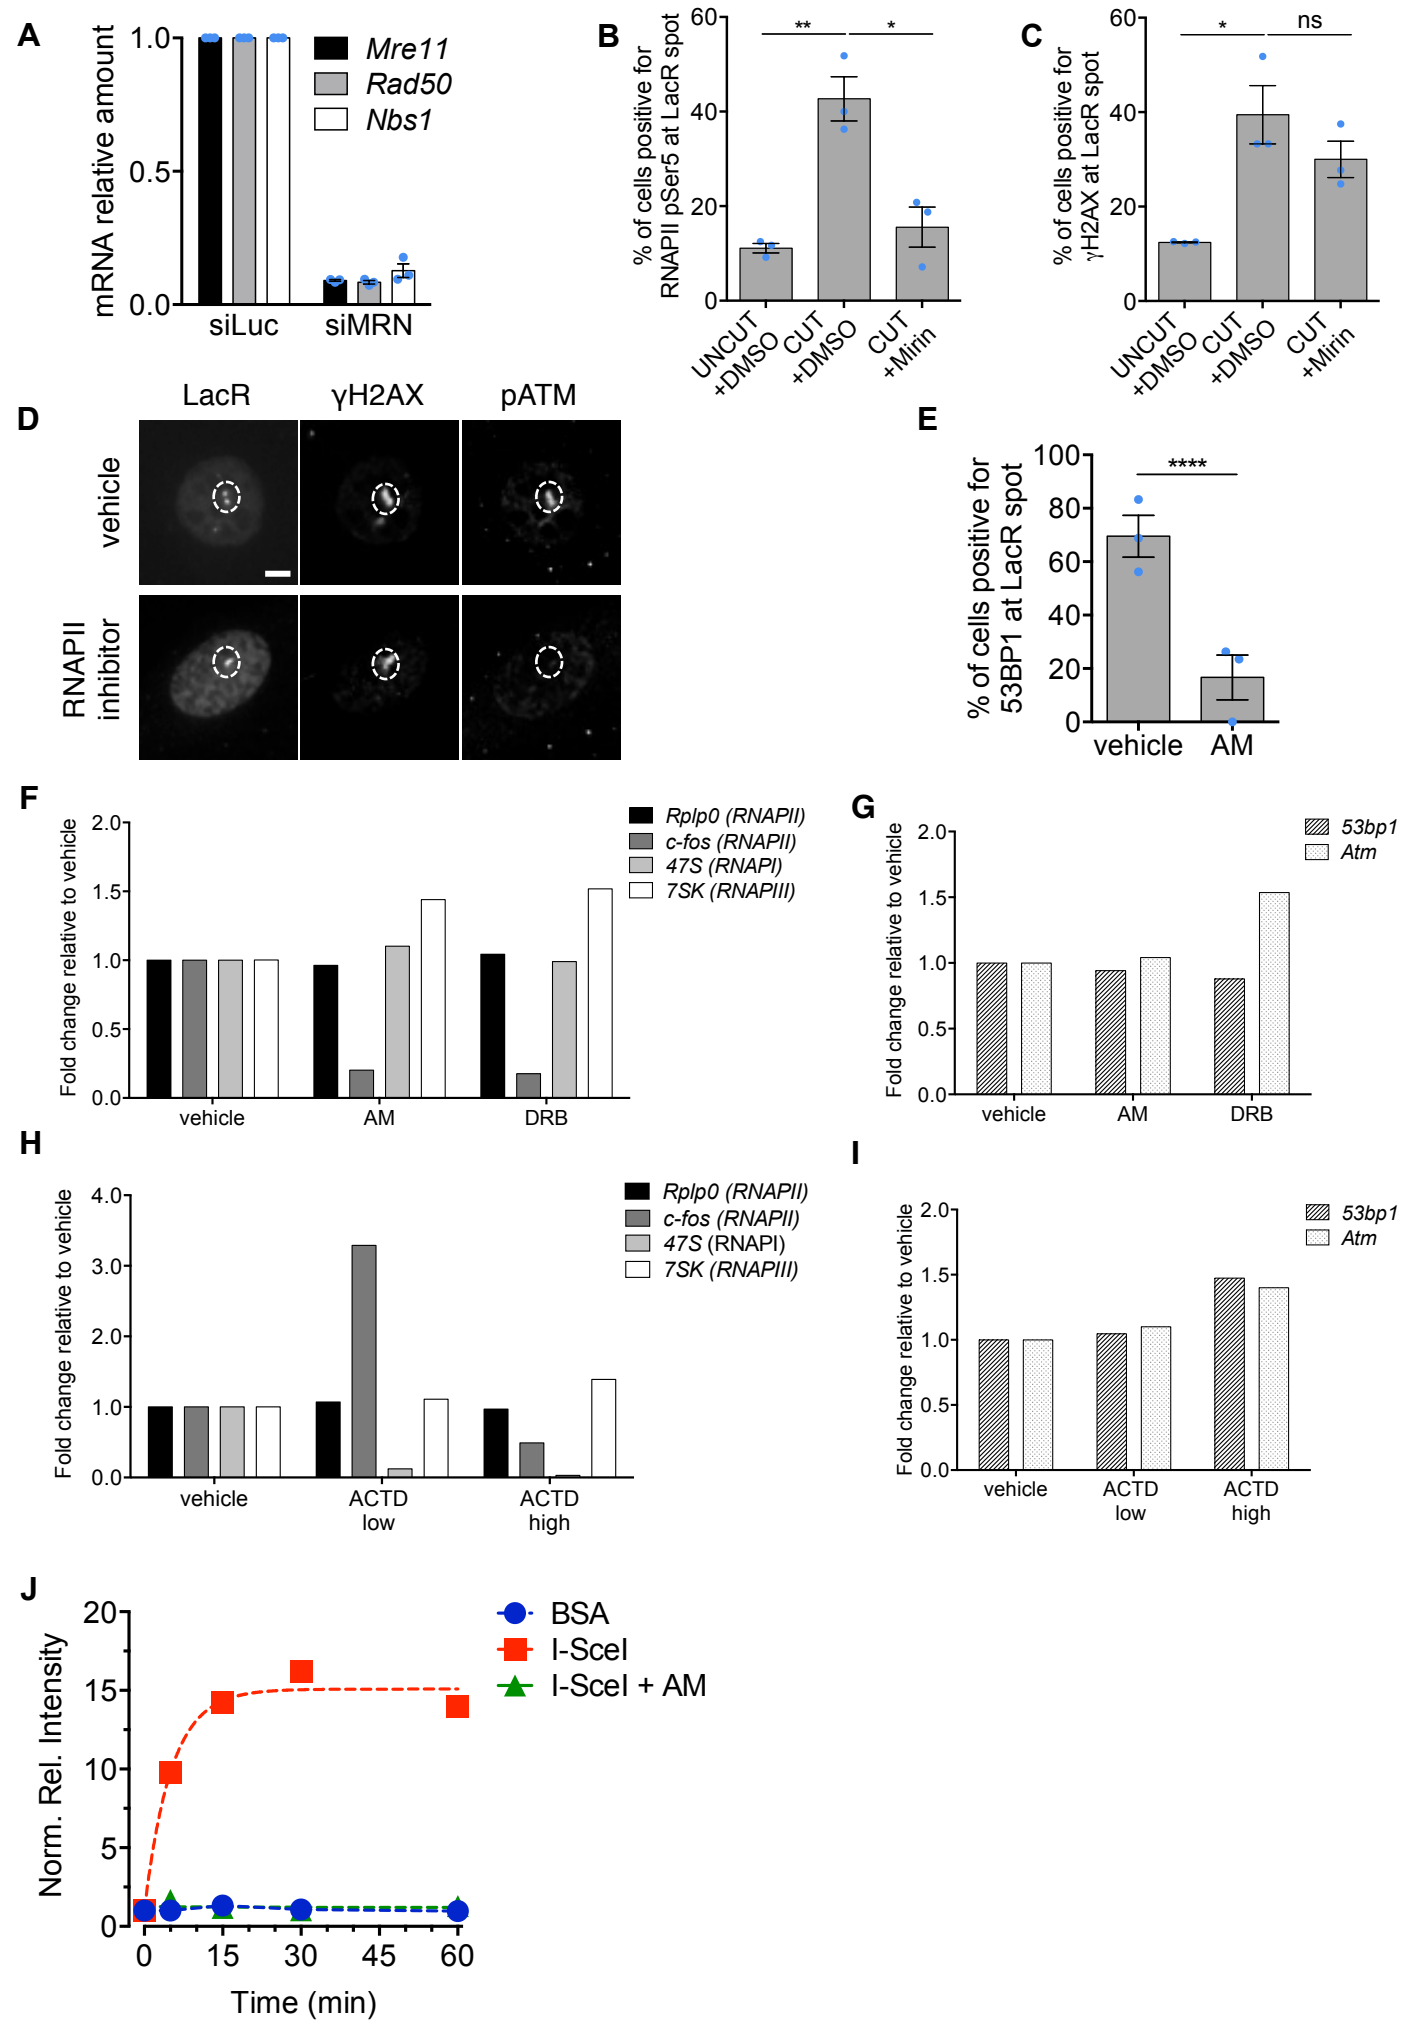 A
mRNA relative amount
1.0
0.5
0.0
siLuc
siMRN
Mre11
Rad50
Nbs1
B
% of cells positive for
RNAPII pSer5 at LacR spot
60
40
20
0
**
*
UNCUT
+DMSO
CUT
+DMSO
CUT
+Mirin
C
% of cells positive for
γH2AX at LacR spot
60
40
20
0
*
ns
UNCUT
+DMSO
CUT
+DMSO
CUT
+Mirin
D
LacR
γH2AX
pATM
vehicle
RNAPII
inhibitor
E
% of cells positive for
53BP1 at LacR spot
100
80
60
40
20
0
****
vehicle
AM
F
Fold change relative to vehicle
2.0
1.5
1.0
0.5
0.0
vehicle
AM
DRB
Rplp0 (RNAPII)
c-fos (RNAPII)
47S (RNAPI)
7SK (RNAPIII)
G
Fold change relative to vehicle
2.0
1.5
1.0
0.5
0.0
vehicle
AM
DRB
53bp1
Atm
H
Fold change relative to vehicle
4.0
3.0
2.0
1.0
0.0
vehicle
ACTD
low
ACTD
high
Rplp0 (RNAPII)
c-fos (RNAPII)
47S (RNAPI)
7SK (RNAPIII)
I
Fold change relative to vehicle
2.0
1.5
1.0
0.5
0.0
vehicle
ACTD
low
ACTD
high
53bp1
Atm
J
Norm. Rel. Intensity
20
15
10
5
0
0
15
30
45
60
Time (min)
BSA
I-SceI
I-SceI + AM